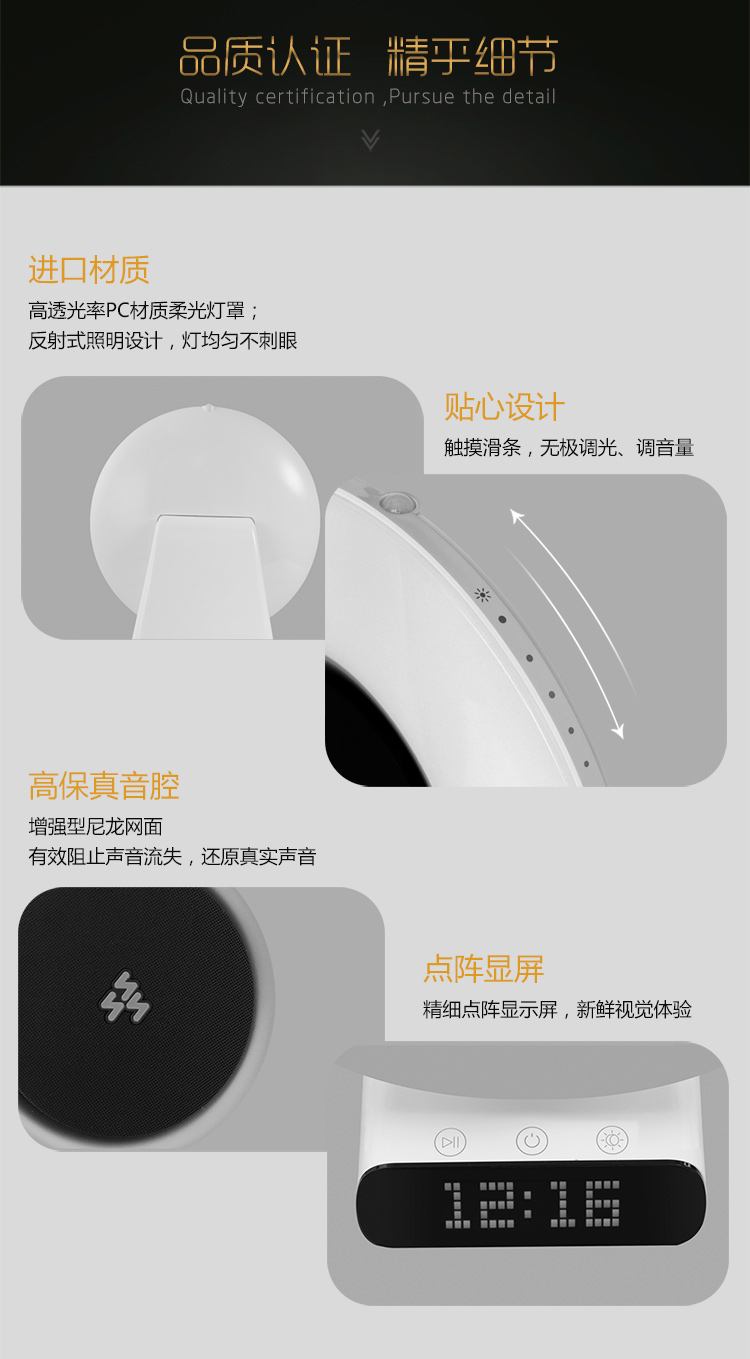 品质认证 精乎细节
Quality certification ,Pursue the detail
进口材质
高透光率PC材质柔光灯罩；
反射式照明设计，灯均匀不刺眼
贴心设计
触摸滑条，无极调光、调音量
高保真音腔
增强型尼龙网面
有效阻止声音流失，还原真实声音
点阵显屏
精细点阵显示屏，新鲜视觉体验
12:16